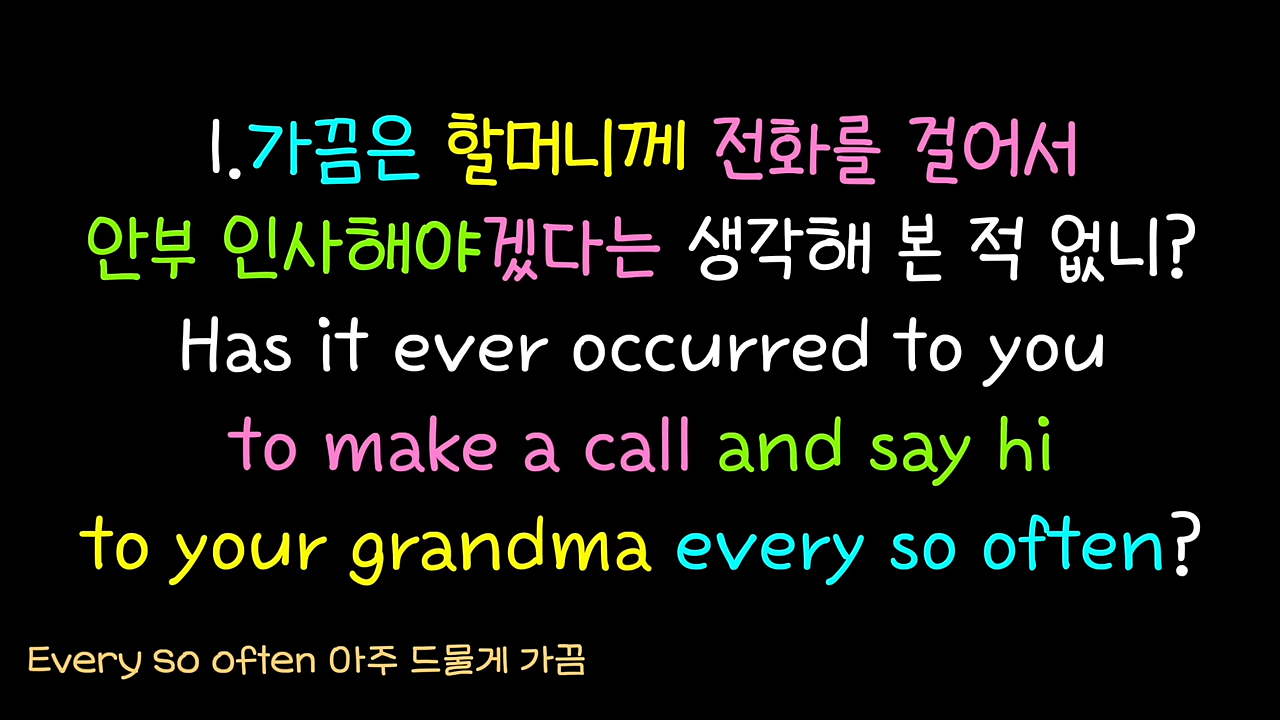 1.가끔은 할머니께 전화를 걸어서
안부 인사해야겠다는 생각해 본 적 없니?
Has it ever occurred to you
to make a call and say hi
to your grandma every so often?
Every so often 아주 드물게 가끔